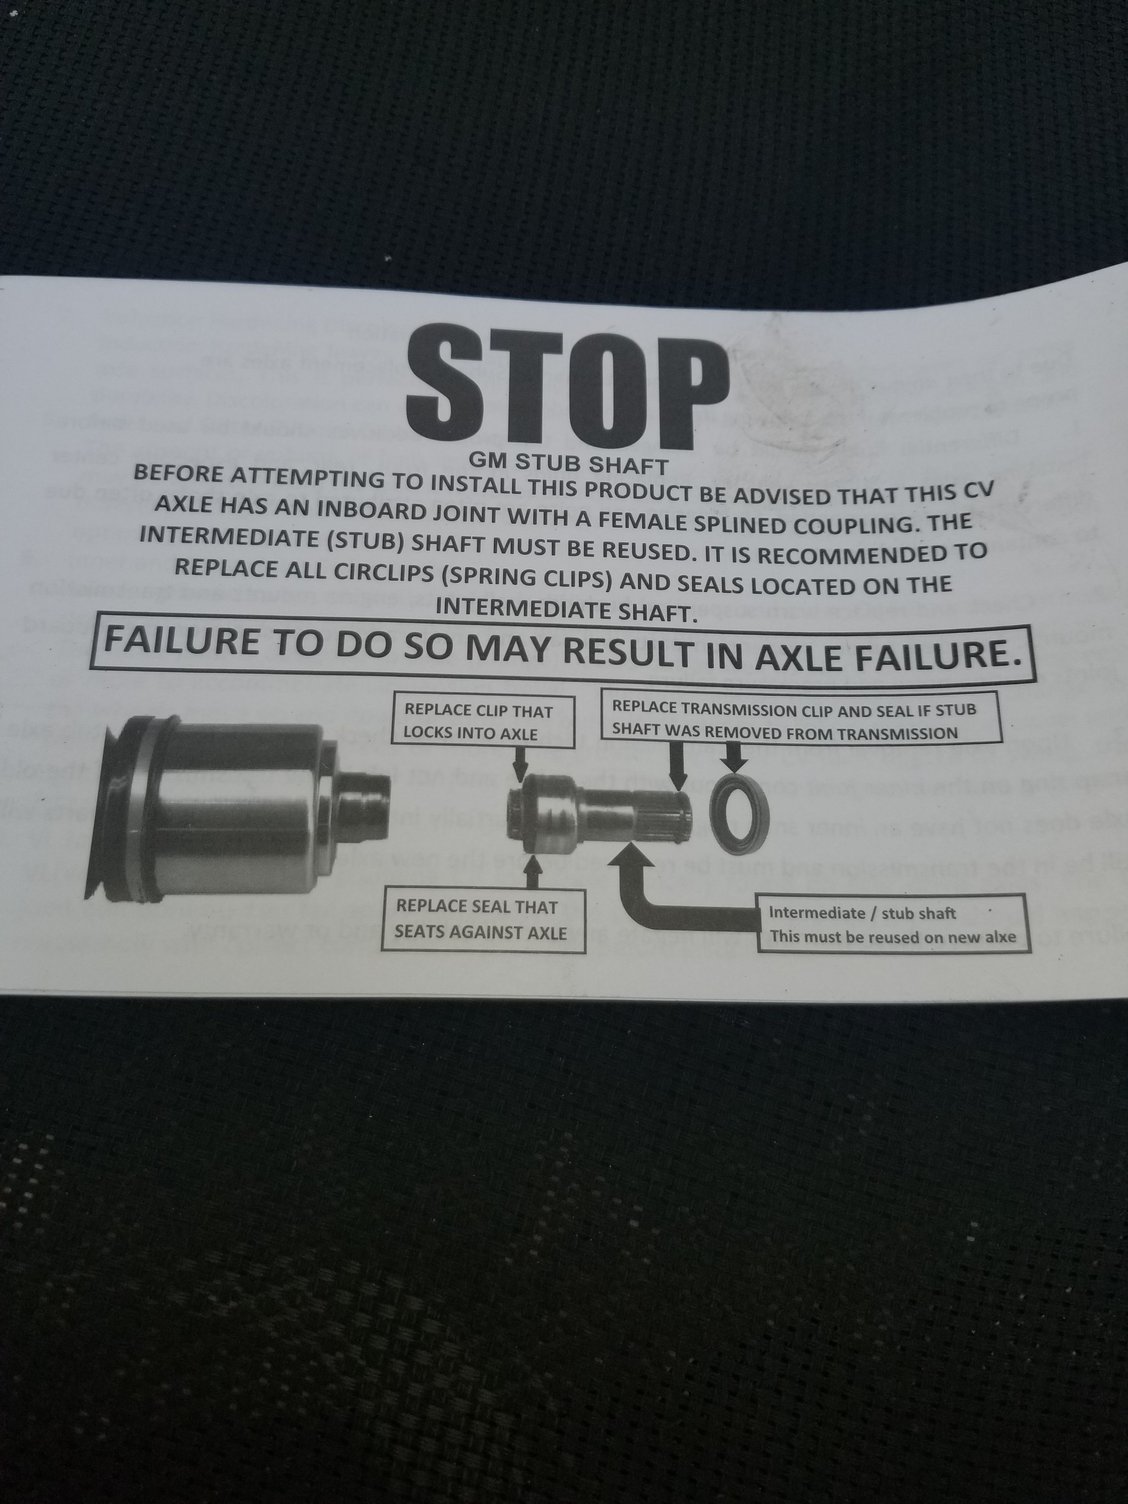 STOP
GM STUB SHAFT
BEFORE ATTEMPTING TO INSTALL THIS PRODUCT BE ADVISED THAT THIS CV
AXLE HAS AN INBOARD JOINT WITH A FEMALE SPLINED COUPLING. THE
INTERMEDIATE (STUB) SHAFT MUST BE REUSED. IT IS RECOMMENDED TO
REPLACE ALL CIRCLIPS (SPRING CLIPS) AND SEALS LOCATED ON THE
INTERMEDIATE SHAFT.
FAILURE TO DO SO MAY RESULT IN AXLE FAILURE.
REPLACE CLIP THAT
LOCKS INTO AXLE
REPLACE TRANSMISSION CLIP AND SEAL IF STUB
SHAFT WAS REMOVED FROM TRANSMISSION
REPLACE SEAL THAT
SEATS AGAINST AXLE
Intermediate / stub shaft
This must be reused on new alxe